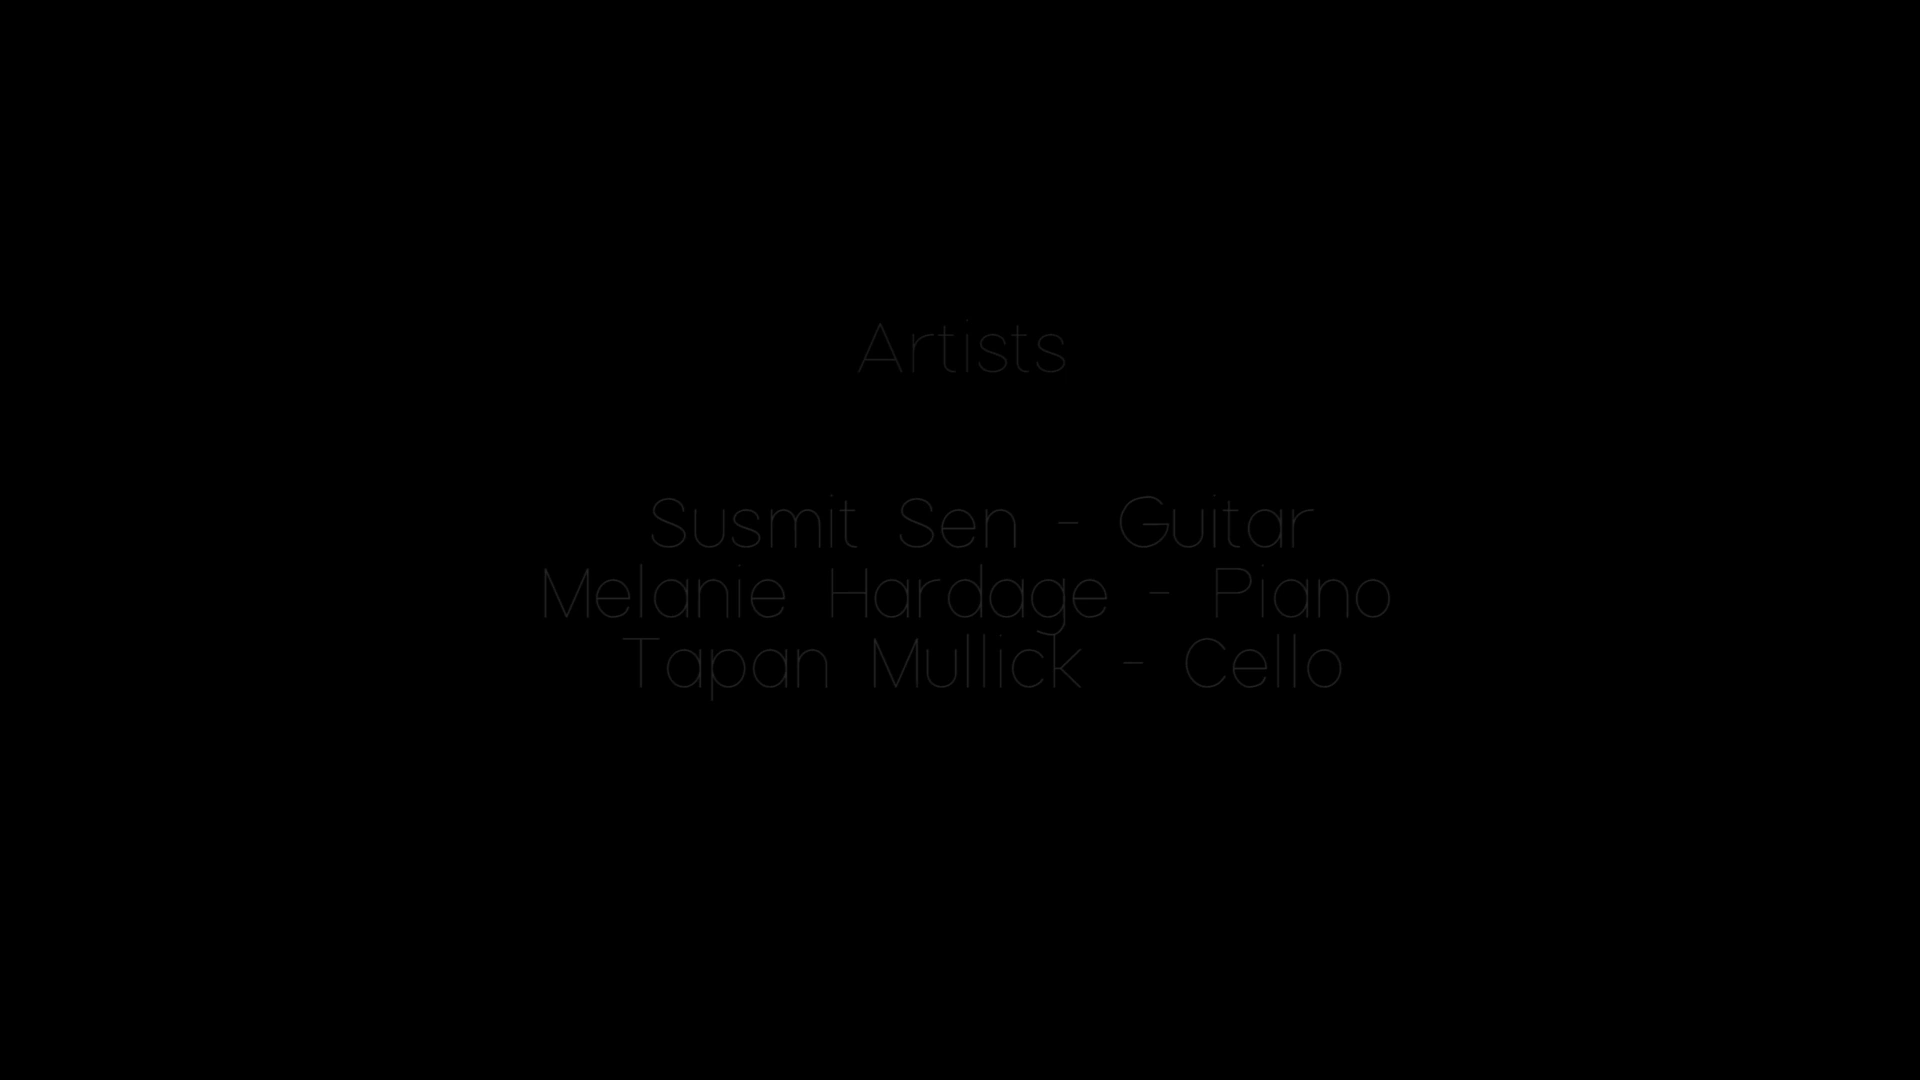 Artists
Susmit Sen - Guitar
Melanie Hardage - Piano
Tapan Mullick - Cello